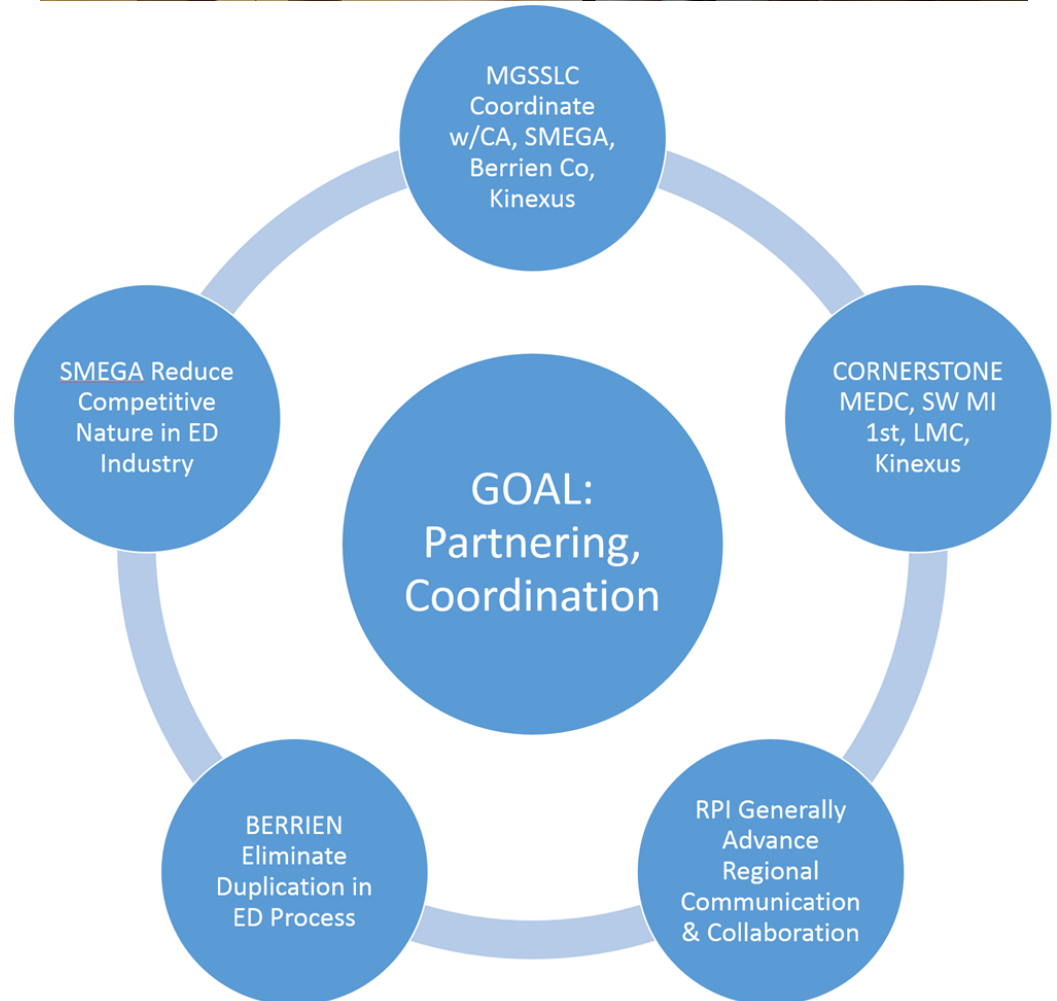 MGSSLC
Coordinate
w/CA, SMEGA,
Berrien Co,
Kinexus
CORNERSTONE
MEDC, SW MI
1st, LMC,
Kinexus
RPI Generally
Advance
Regional
Communication
& Collaboration
BERRIEN
Eliminate
Duplication in
ED Process
SMEGA Reduce
Competitive
Nature in ED
Industry
GOAL:
Partnering,
Coordination